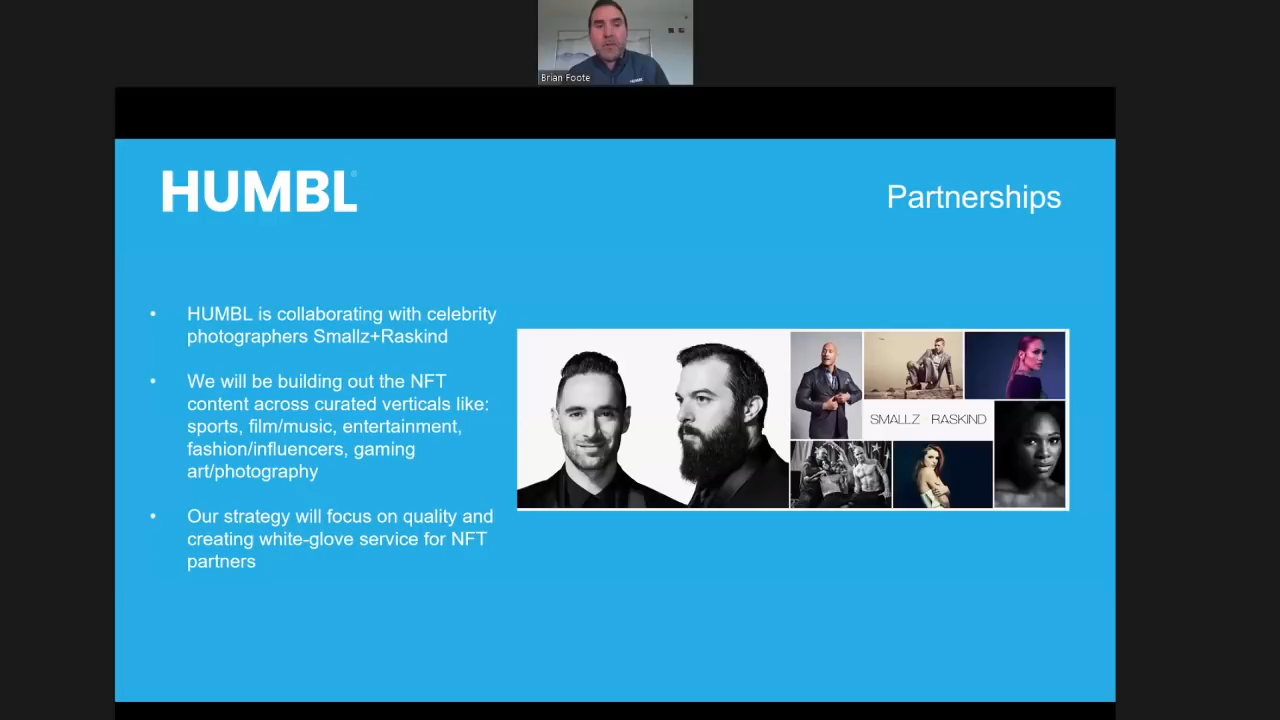 Brian Foote
HUMBL
HUMBL
Partnerships
• HUMBL is collaborating with celebrity
photographers Smallz+Raskind
• We will be building out the NFT
content across curated verticals like:
sports, film/music, entertainment,
fashion/influencers, gaming
art/photography
• Our strategy will focus on quality and
creating white-glove service for NFT
partners
SMALLZ RASKIND